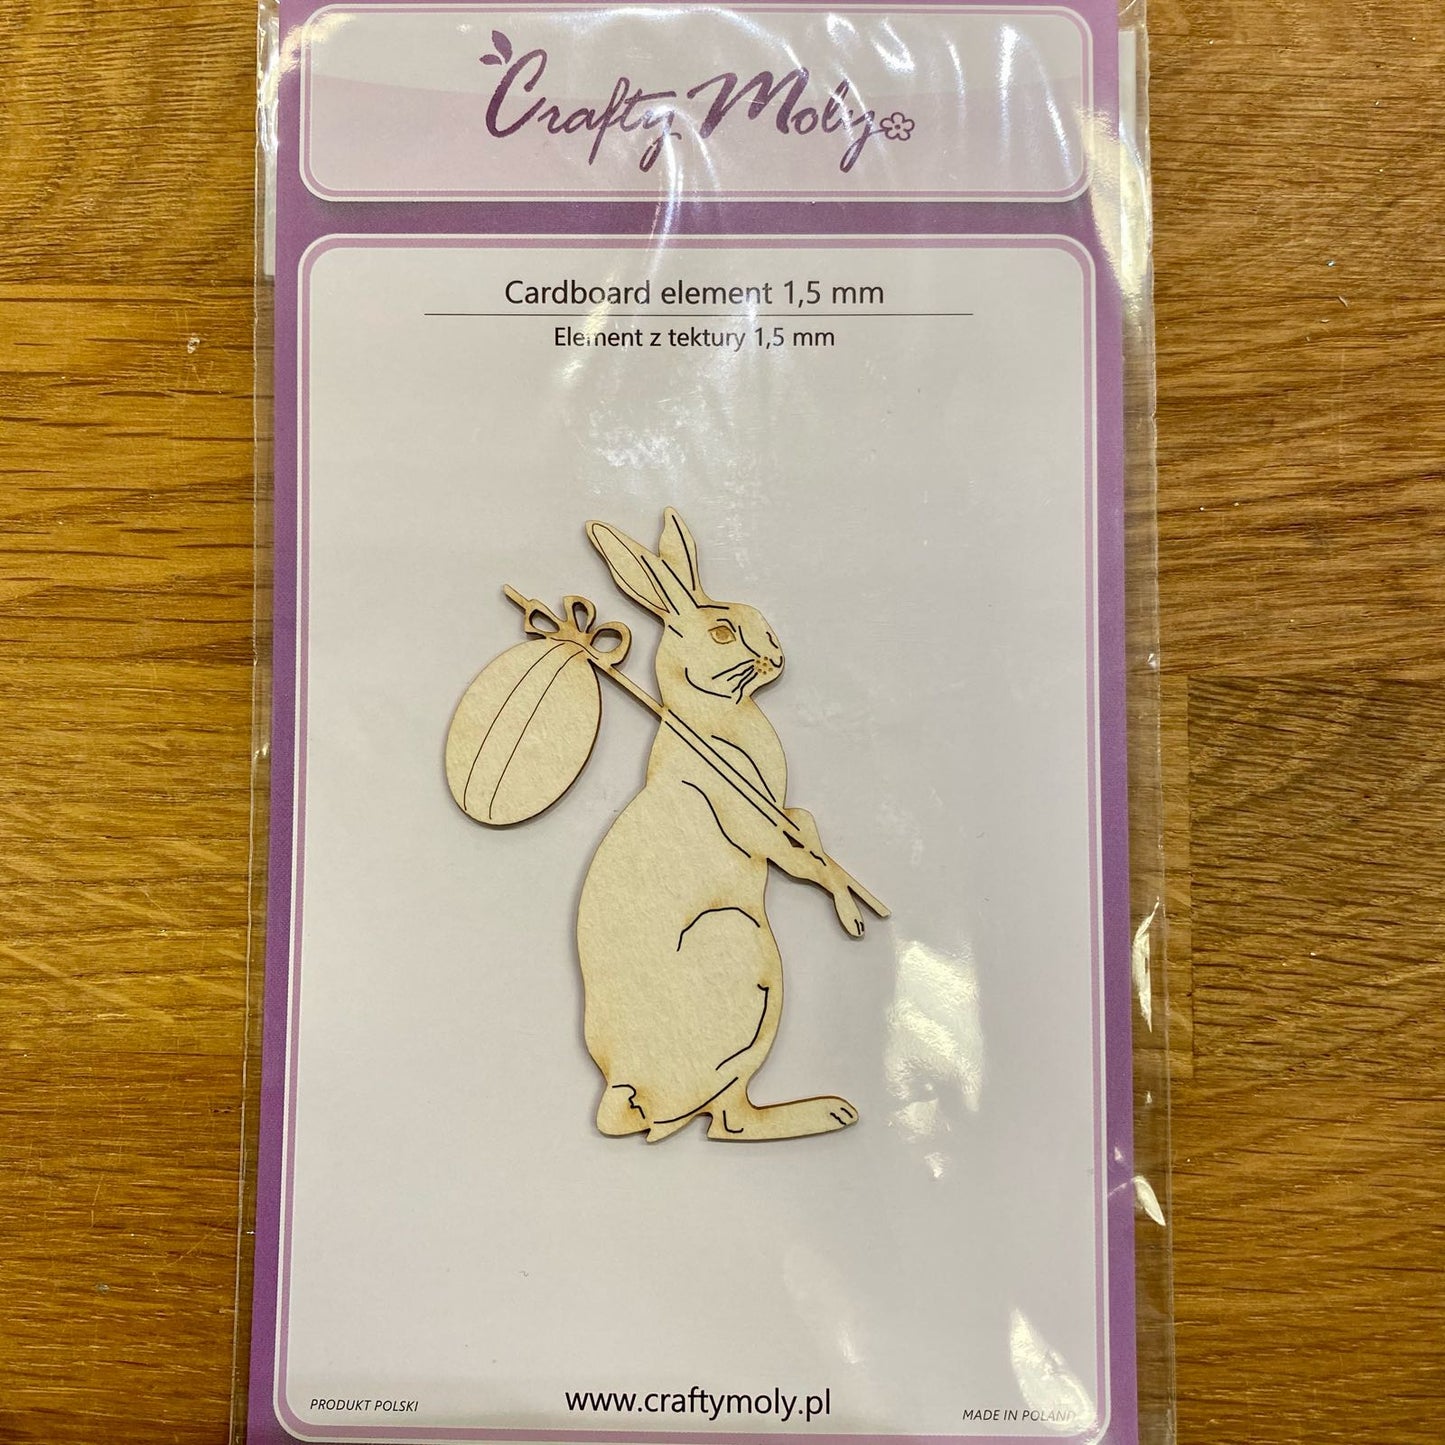 Crafty Moly
Cardboard element 1,5 mm
Element z tektury 1,5 mm
www.craftymoly.pl
PRODUKT POLSKI
MADE IN POLAND